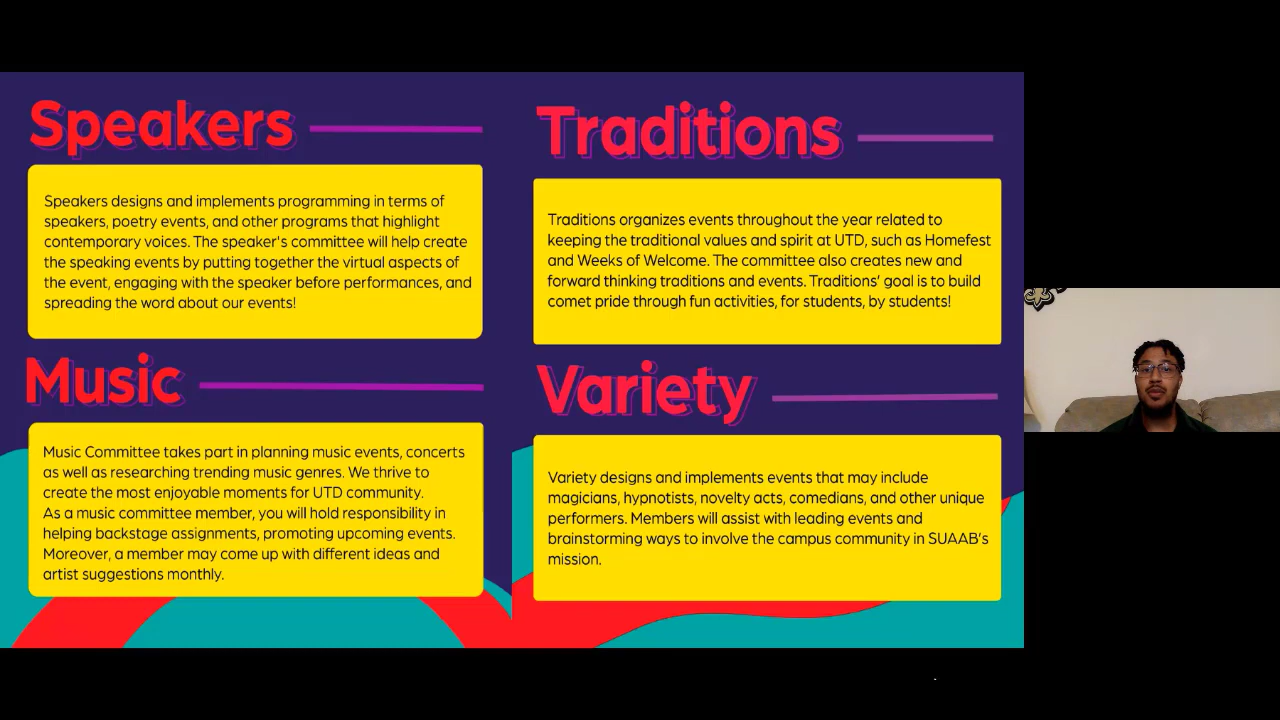 Speakers
Speakers designs and implements programming in terms of
speakers, poetry events, and other programs that highlight
contemporary voices. The speaker's committee will help create
the speaking events by putting together the virtual aspects of
the event, engaging with the speaker before performances, and
spreading the word about our events!
Traditions
Traditions organizes events throughout the year related to
keeping the traditional values and spirit at UTD, such as Homefest
and Weeks of Welcome. The committee also creates new and
forward thinking traditions and events. Traditions' goal is to build
comet pride through fun activities, for students, by students!
Music
Music Committee takes part in planning music events, concerts
as well as researching trending music genres. We thrive to
create the most enjoyable moments for UTD community.
As a music committee member, you will hold responsibility in
helping backstage assignments, promoting upcoming events.
Moreover, a member may come up with different ideas and
artist suggestions monthly.
Variety
Variety designs and implements events that may include
magicians, hypnotists, novelty acts, comedians, and other unique
performers. Members will assist with leading events and
brainstorming ways to involve the campus community in SUAAB's
mission.